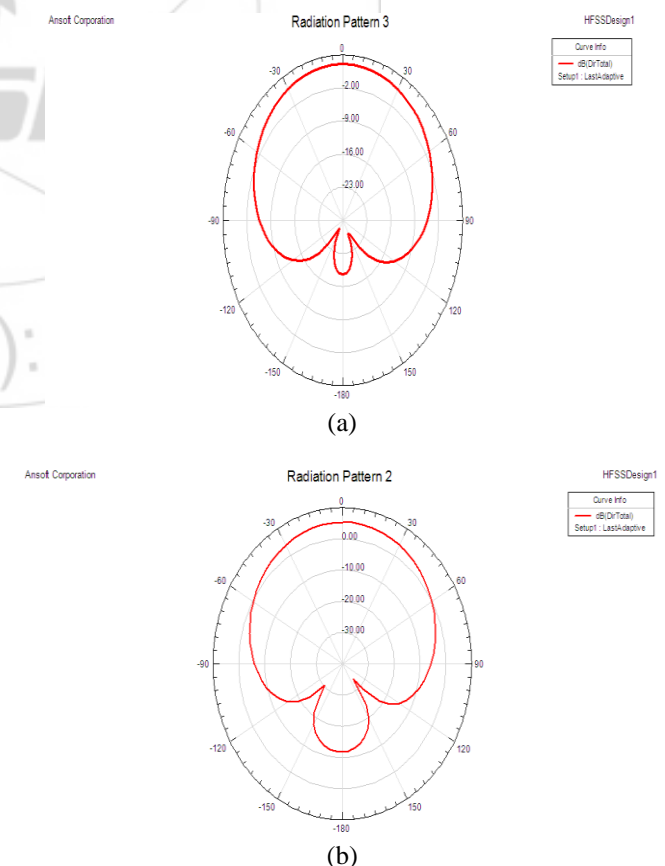 Ansoft Corporation
Radiation Pattern 3
HFSSDesign1
Curve Info
dB(DirTotal)
Setup1 : LastAdaptive
0
-30
30
-2.00
-60
60
-9.00
-16.00
-23.00
-90
90
-120
120
-150
150
-180
(a)
Ansoft Corporation
Radiation Pattern 2
HFSSDesign1
Curve Info
dB(DirTotal)
Setup1 : LastAdaptive
0
-30
30
0.00
-10.00
-60
60
-20.00
-30.00
-90
90
-120
120
-150
150
-180
(b)